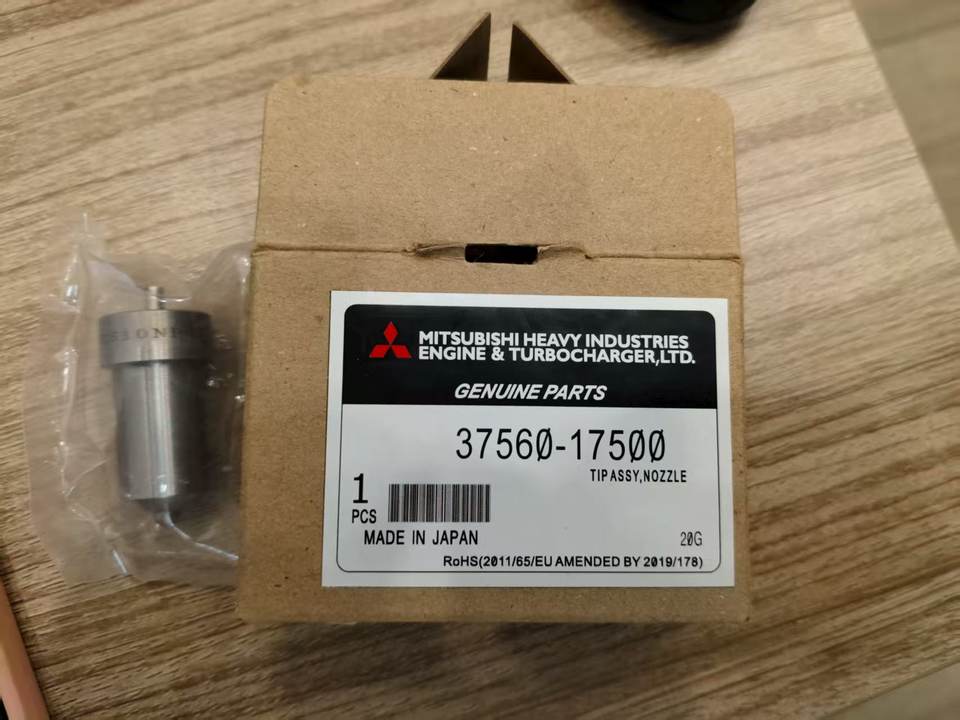 MITSUBISHI HEAVY INDUSTRIES
ENGINE & TURBOCHARGER,LTD.
GENUINE PARTS
37560-17500
TIP ASSY,NOZZLE
1
PCS
MADE IN JAPAN
20G
RoHS(2011/65/EU AMENDED BY 2019/178)